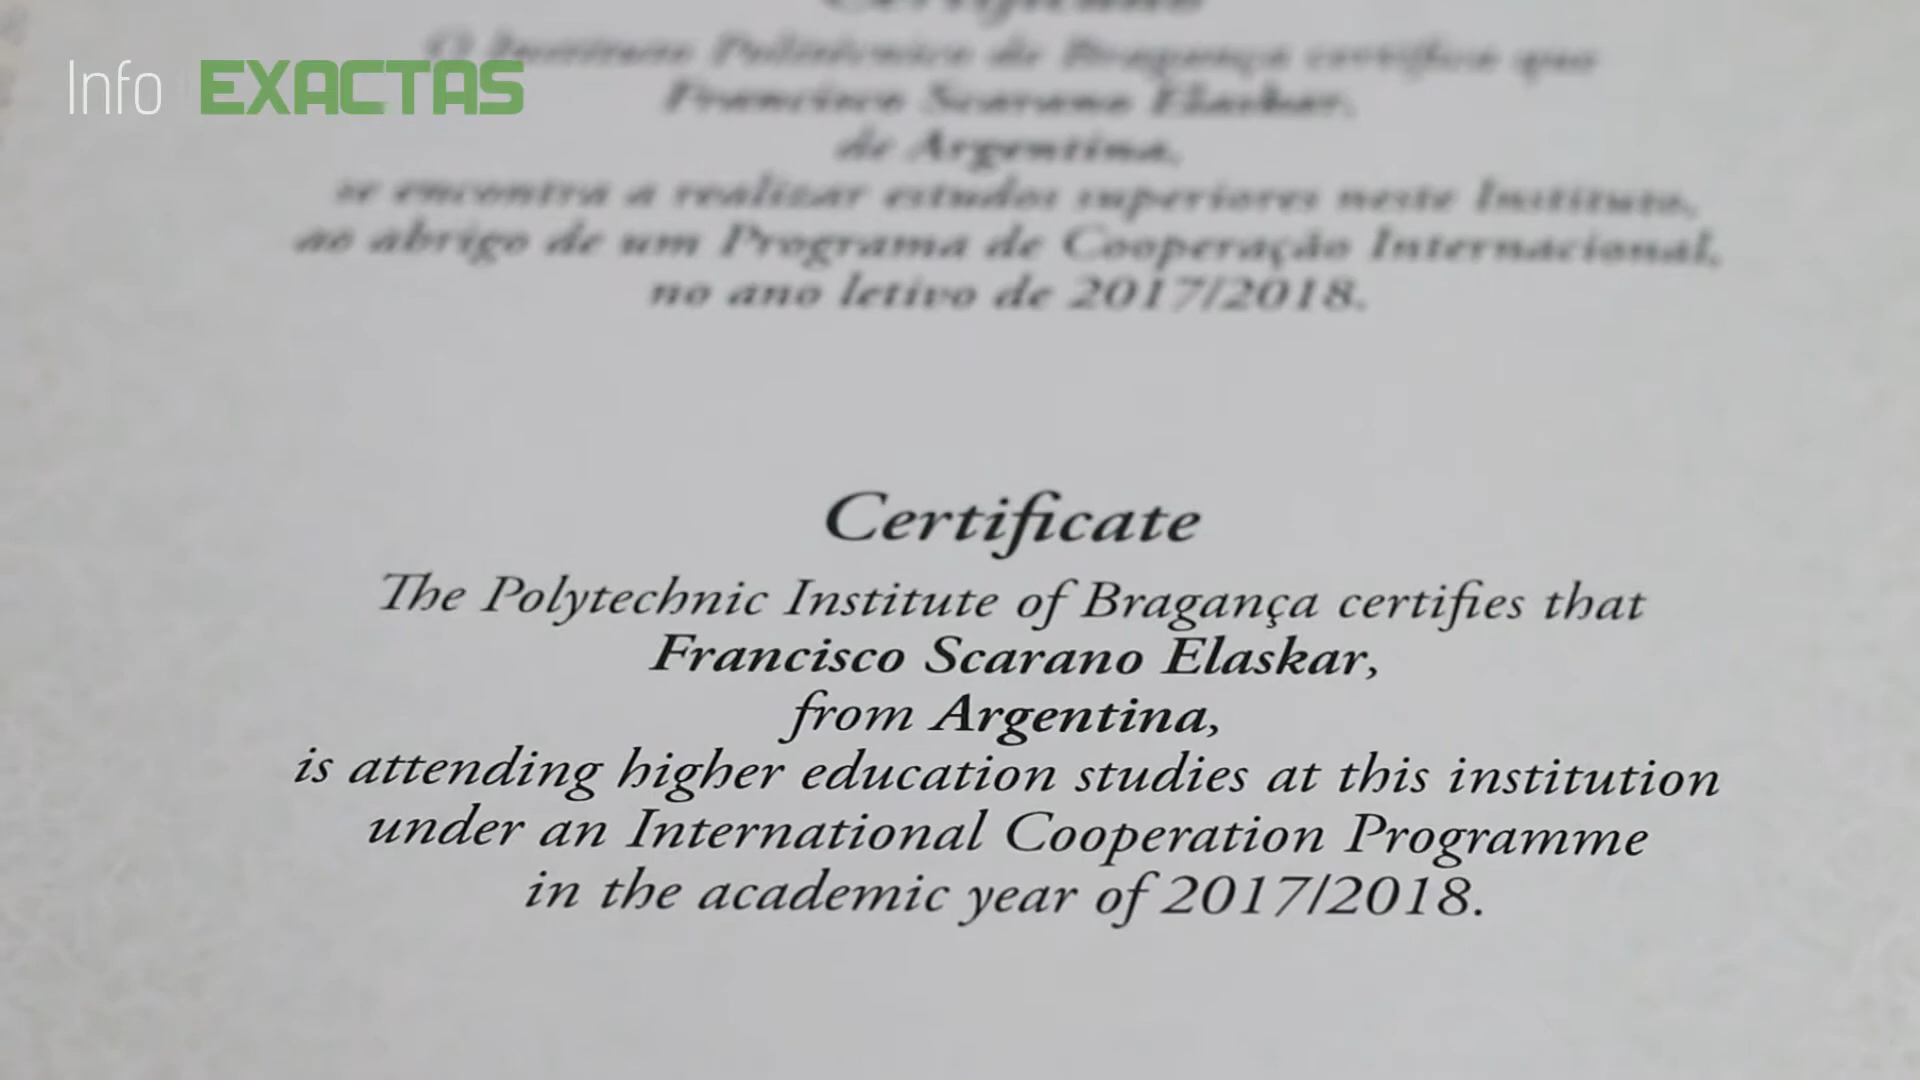 Info EXACTAS
Certificado
O Instituto Politécnico de Bragança certifica que
Francisco Scarano Elaskar,
de Argentina,
se encontra a realizar estudos superiores neste Instituto,
ao abrigo de um Programa de Cooperação Internacional,
no ano letivo de 2017/2018.
Certificate
The Polytechnic Institute of Bragança certifies that
Francisco Scarano Elaskar,
from Argentina,
is attending higher education studies at this institution
under an International Cooperation Programme
in the academic year of 2017/2018.